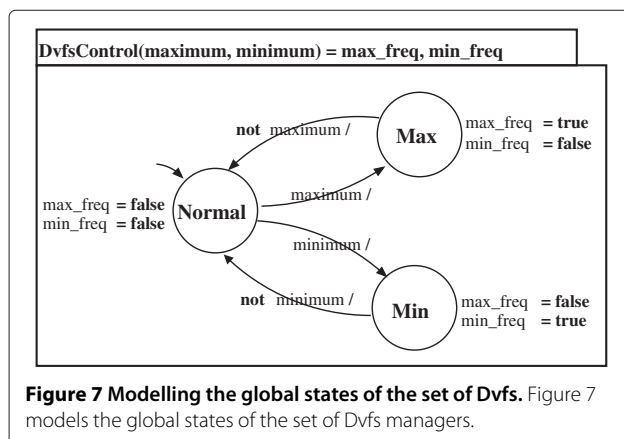 DvfsControl(maximum, minimum) = max_freq, min_freq
not maximum /
Max
max_freq = true
min_freq = false
maximum /
max_freq = false
min_freq = false
Normal
minimum /
not minimum /
Min
max_freq = false
min_freq = true
Figure 7 Modelling the global states of the set of Dvfs. Figure 7
models the global states of the set of Dvfs managers.